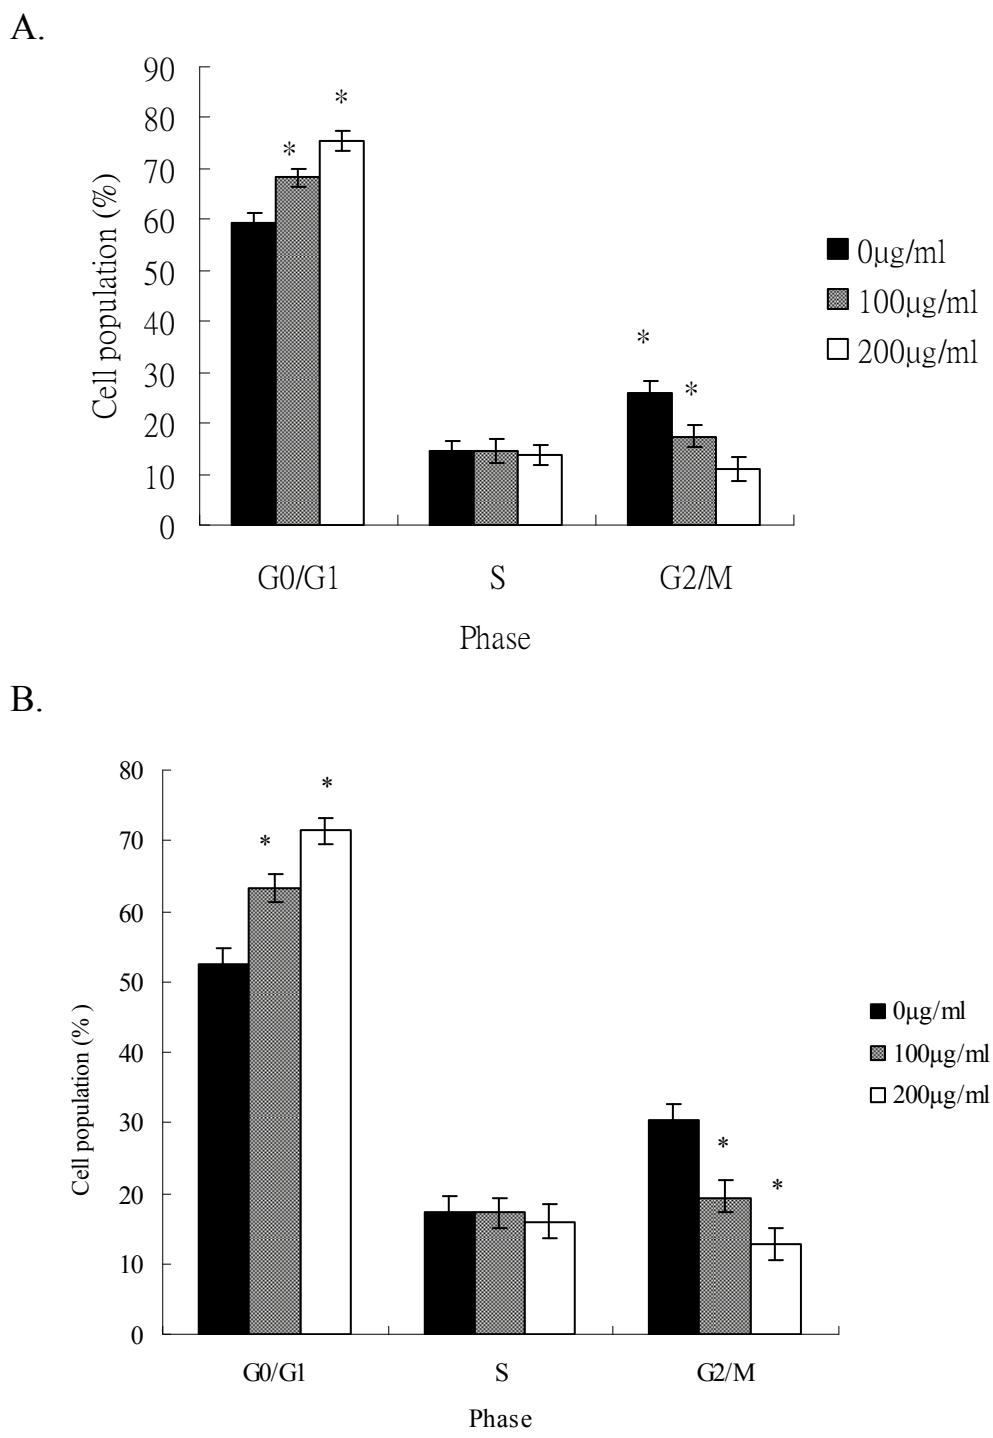 A.
90
80
70
60
50
40
30
20
10
0
Cell population (%)
*
*
*
*
0μg/ml
100μg/ml
200μg/ml
G0/G1 S G2/M
Phase
B.
80
70
60
50
40
30
20
10
0
Cell population (% )
*
*
*
*
0μg/ml
100μg/ml
200μg/ml
G0/G1 S G2/M
Phase